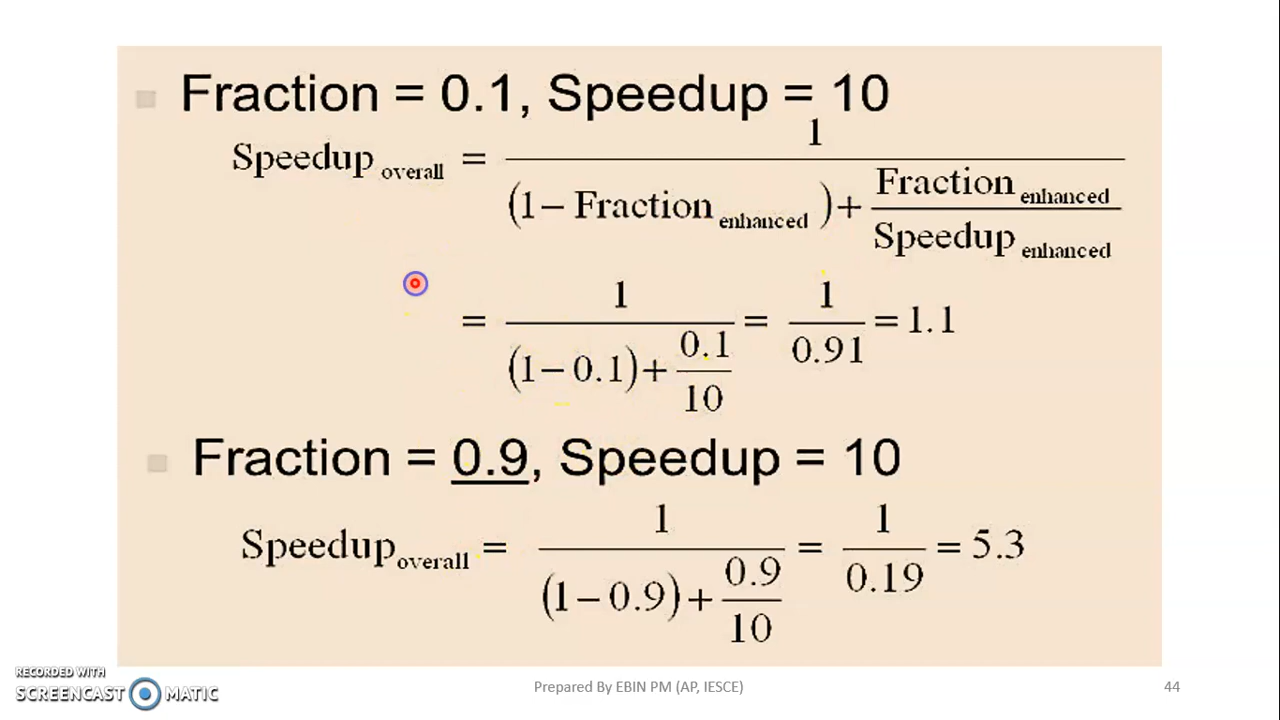 Fraction = 0.1, Speedup = 10
Speedup overall = 1 / ((1 − Fraction enhanced) + Fraction enhanced / Speedup enhanced)
= 1 / ((1 − 0.1) + 0.1 / 10) = 1 / 0.91 = 1.1
Fraction = 0.9, Speedup = 10
Speedup overall = 1 / ((1 − 0.9) + 0.9 / 10) = 1 / 0.19 = 5.3
RECORDED WITH
SCREENCAST MATIC
Prepared By EBIN PM (AP, IESCE)
44